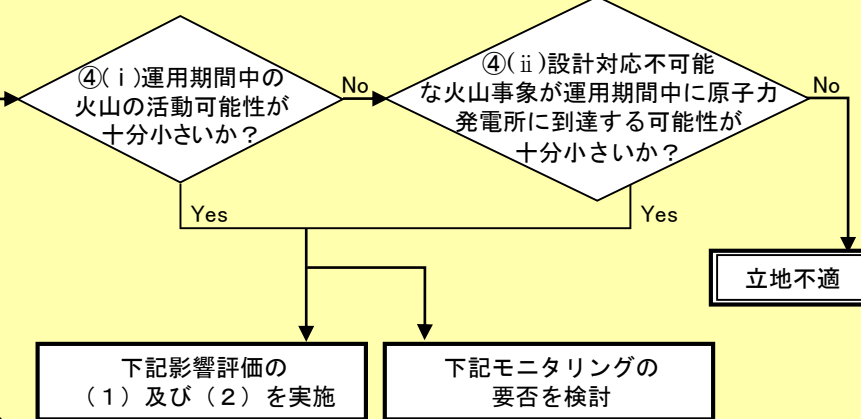 ④(ⅰ)運用期間中の
火山の活動可能性が
十分小さいか？
No
④(ⅱ)設計対応不可能
な火山事象が運用期間中に原子力
発電所に到達する可能性が
十分小さいか？
No
Yes
Yes
立地不適
下記影響評価の
（１）及び（２）を実施
下記モニタリングの
要否を検討